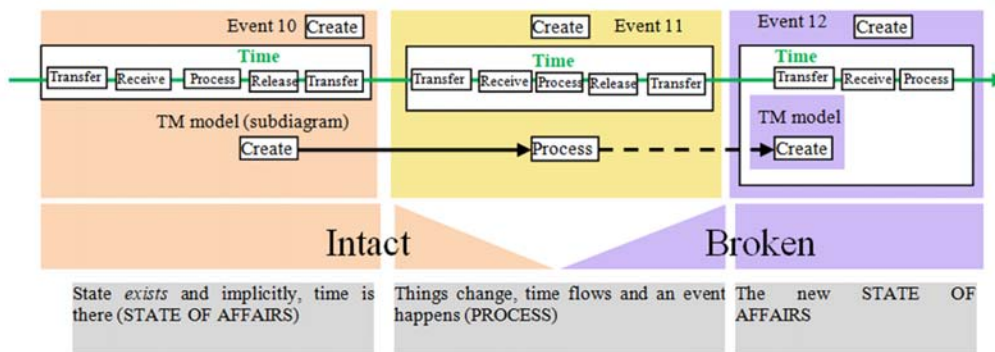 Event 10 Create
Create Event 11
Event 12 Create
Time
Transfer Receive Process Release Transfer
Time
Transfer Receive Process Release Transfer
Time
Transfer Receive Process
TM model (subdiagram)
Create
Process
TM model
Create
Intact
Broken
State exists and implicitly, time is
there (STATE OF AFFAIRS)
Things change, time flows and an event
happens (PROCESS)
The new STATE OF
AFFAIRS